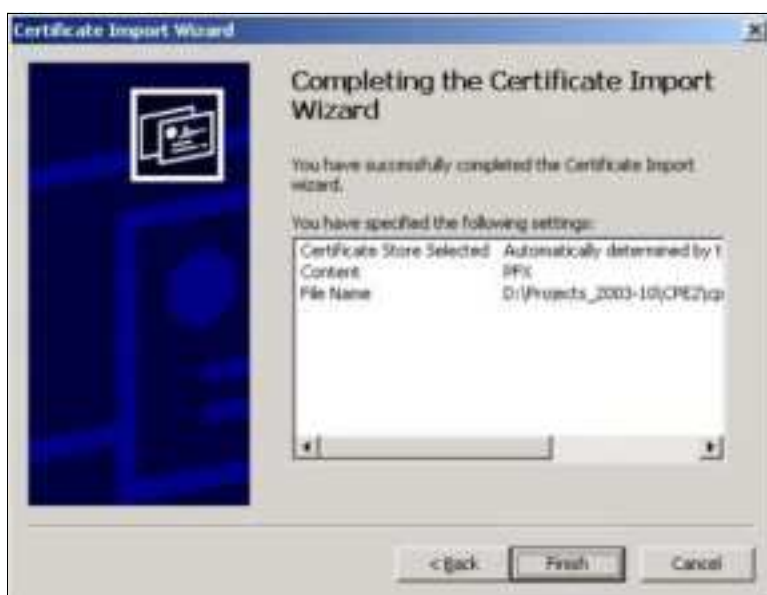 Certificate Import Wizard
Completing the Certificate Import
Wizard
You have successfully completed the Certificate Import
wizard.
You have specified the following settings:
Certificate Store Selected Automatically determined by t
Content PFX
File Name D:\Projects_2003-10\CPE2\cp
< Back Finish Cancel